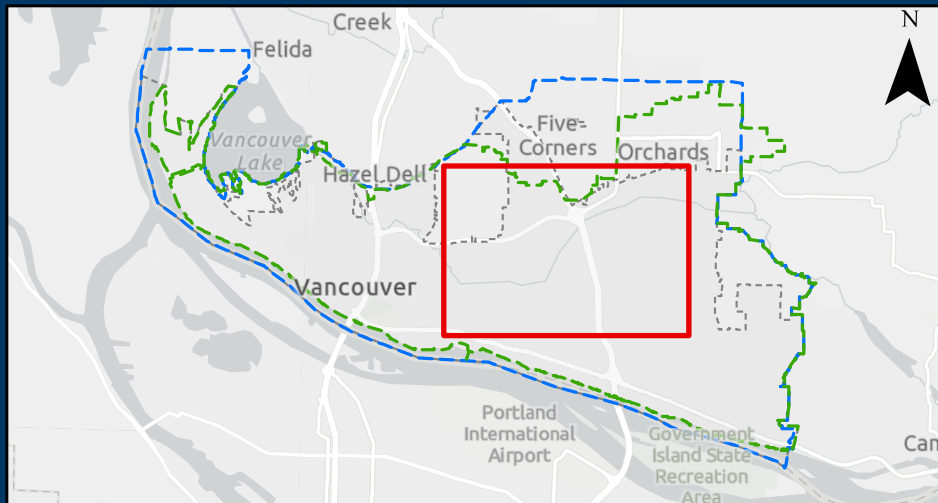 Creek
N
Felida
Five-
Corners
Vancouver
Lake
Orchards
Hazel Dell
Vancouver
Portland
International
Airport
Government
Island State
Recreation
Area
Cam